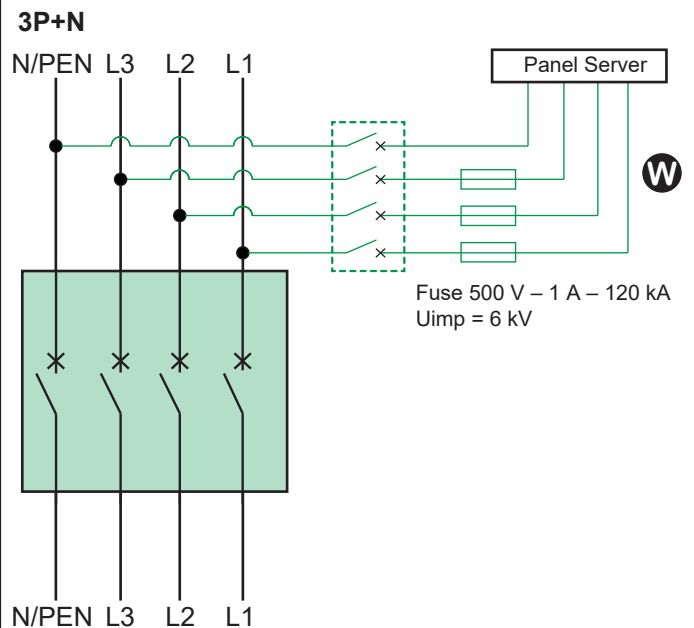 3P+N
N/PEN L3 L2 L1
Panel Server
W
Fuse 500 V – 1 A – 120 kA
Uimp = 6 kV
N/PEN L3 L2 L1